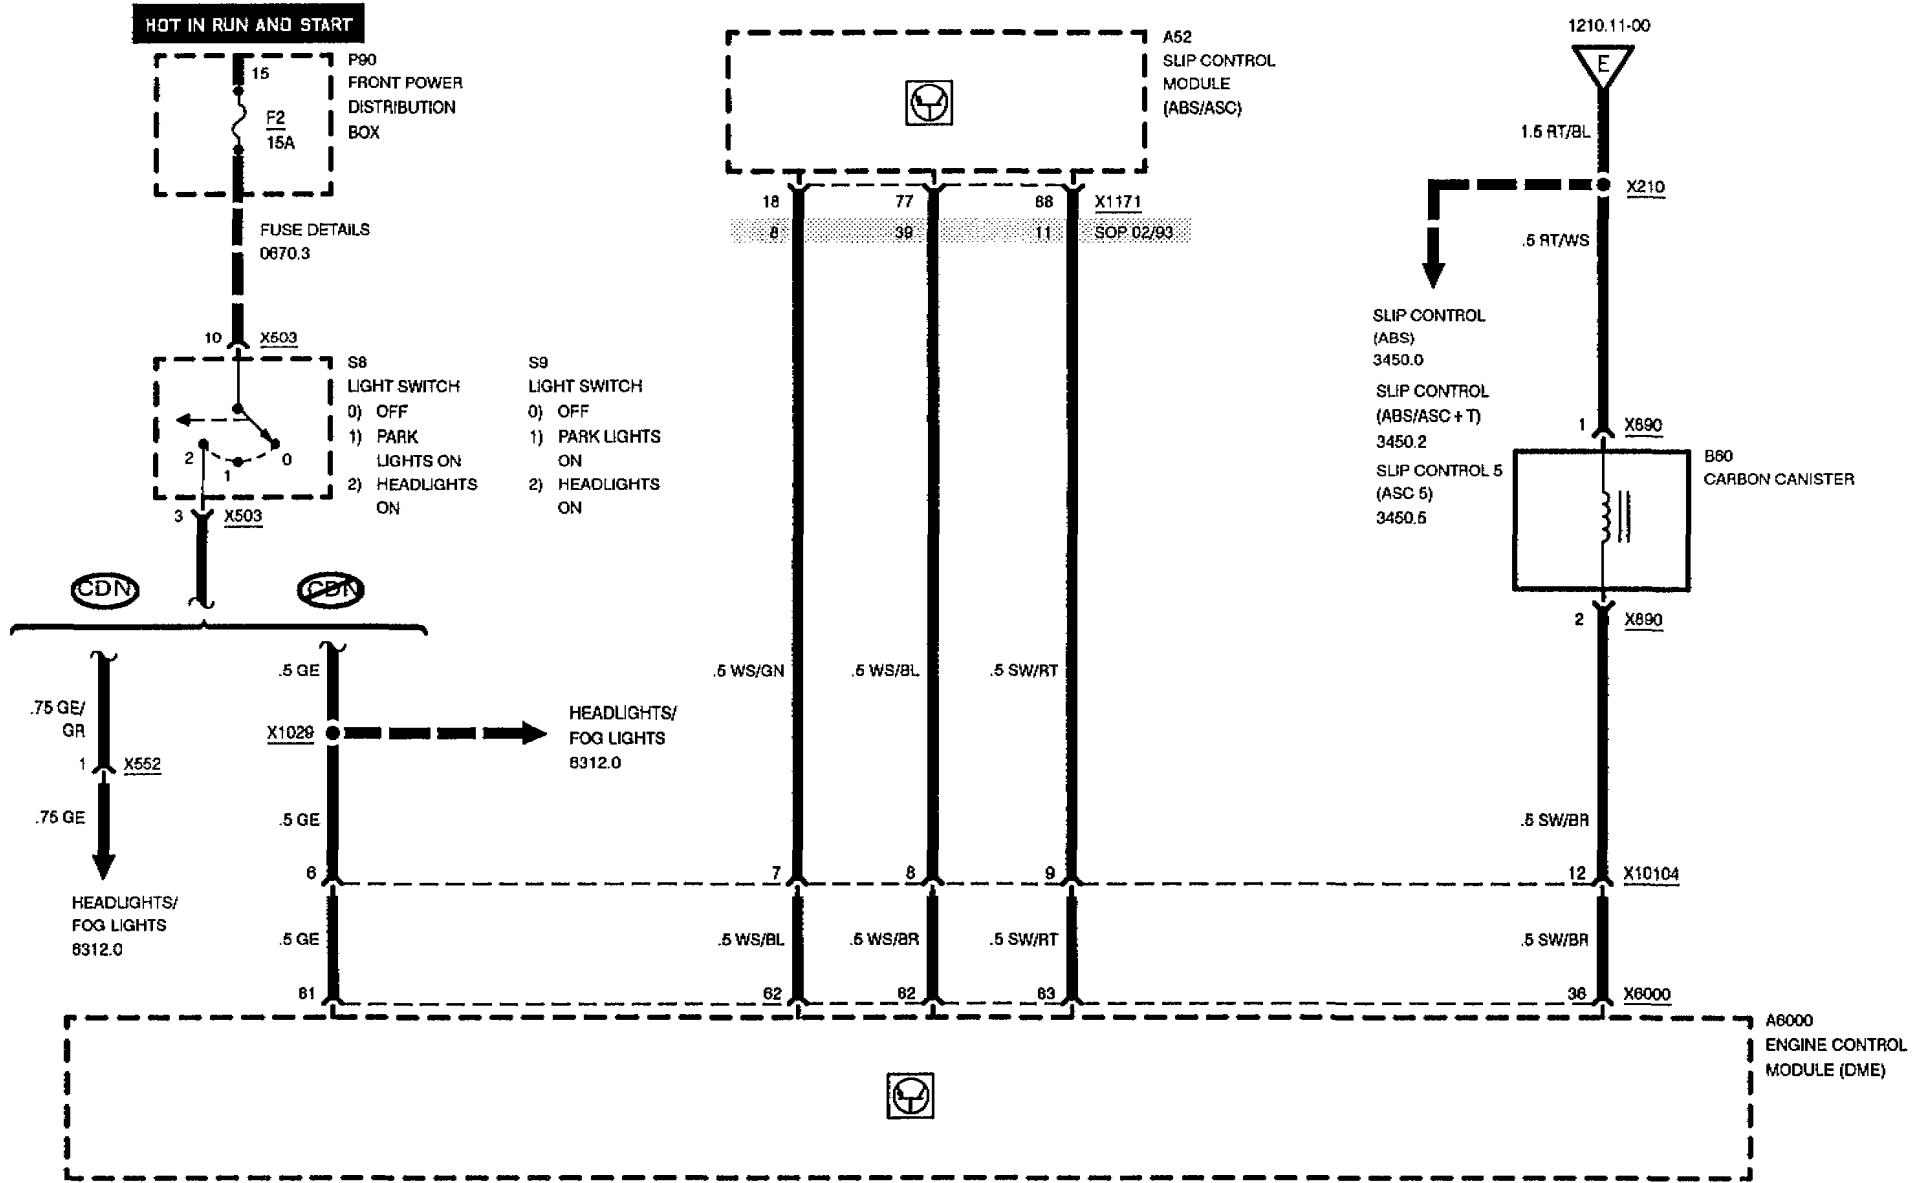 HOT IN RUN AND START
15
F2
15A
P90
FRONT POWER
DISTRIBUTION
BOX
FUSE DETAILS
0670.3
10
X503
S8
LIGHT SWITCH
0) OFF
1) PARK
LIGHTS ON
2) HEADLIGHTS
ON
S9
LIGHT SWITCH
0) OFF
1) PARK LIGHTS
ON
2) HEADLIGHTS
ON
2
1
0
3
X503
CDN
CDN
.75 GE/
GR
1
X552
.75 GE
HEADLIGHTS/
FOG LIGHTS
8312.0
.5 GE
X1029
HEADLIGHTS/
FOG LIGHTS
8312.0
.5 GE
A52
SLIP CONTROL
MODULE
(ABS/ASC)
18
77
88
X1171
8
39
11
SOP 02/93
.5 WS/GN
.5 WS/BL
.5 SW/RT
1210.11-00
E
1.5 RT/BL
X210
.5 RT/WS
SLIP CONTROL
(ABS)
3450.0
SLIP CONTROL
(ABS/ASC+T)
3450.2
SLIP CONTROL 5
(ASC 5)
3450.5
1
X890
B60
CARBON CANISTER
2
X890
.5 SW/BR
6
7
8
9
12
X10104
.5 GE
.5 WS/BL
.5 WS/BR
.5 SW/RT
.5 SW/BR
81
62
82
83
36
X6000
A6000
ENGINE CONTROL
MODULE (DME)